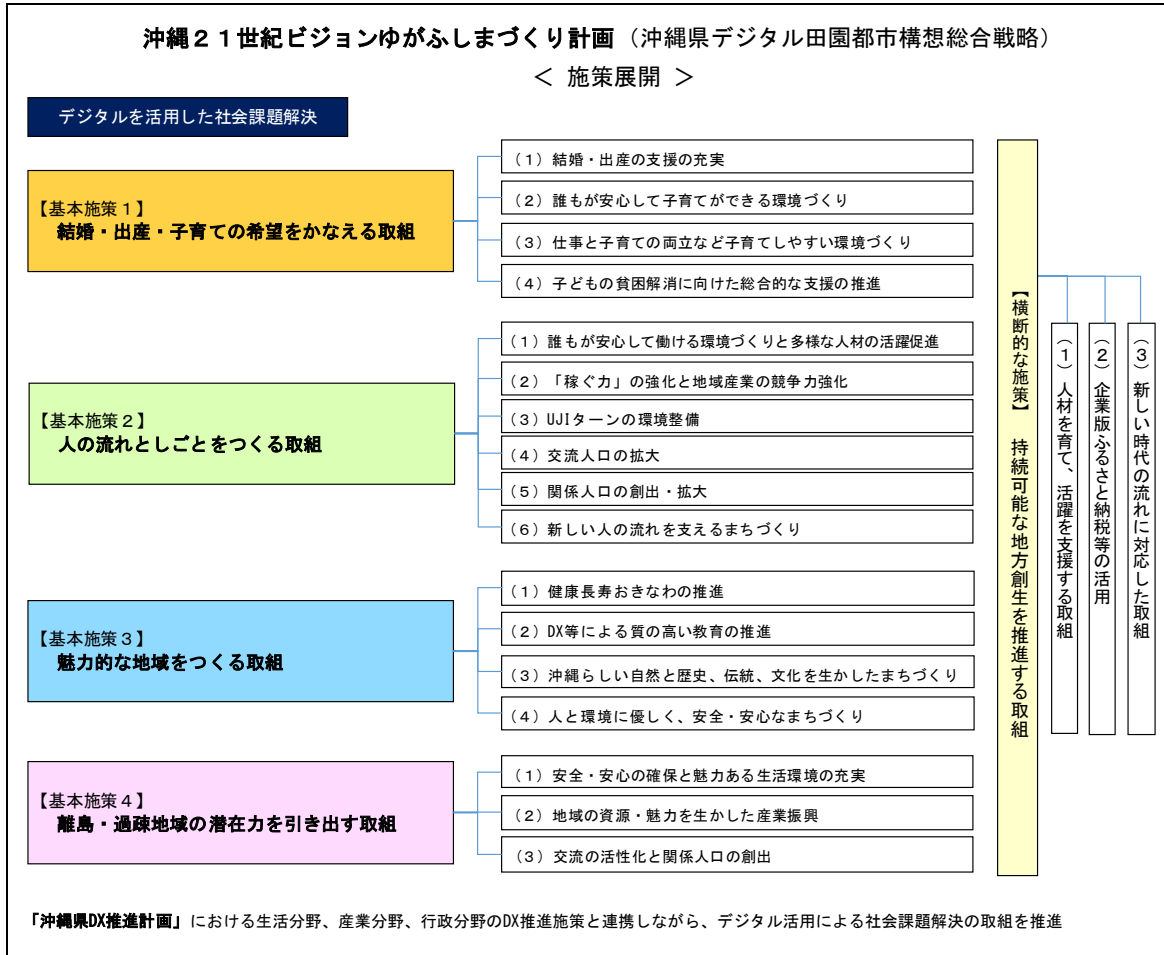 沖縄２１世紀ビジョンゆがふしまづくり計画（沖縄県デジタル田園都市構想総合戦略）
＜ 施策展開 ＞
デジタルを活用した社会課題解決
【基本施策１】
結婚・出産・子育ての希望をかなえる取組
（１）結婚・出産の支援の充実
（２）誰もが安心して子育てができる環境づくり
（３）仕事と子育ての両立など子育てしやすい環境づくり
（４）子どもの貧困解消に向けた総合的な支援の推進
【基本施策２】
人の流れとしごとをつくる取組
（１）誰もが安心して働ける環境づくりと多様な人材の活躍促進
（２）「稼ぐ力」の強化と地域産業の競争力強化
（３）UJIターンの環境整備
（４）交流人口の拡大
（５）関係人口の創出・拡大
（６）新しい人の流れを支えるまちづくり
【基本施策３】
魅力的な地域をつくる取組
（１）健康長寿おきなわの推進
（２）DX等による質の高い教育の推進
（３）沖縄らしい自然と歴史、伝統、文化を生かしたまちづくり
（４）人と環境に優しく、安全・安心なまちづくり
【基本施策４】
離島・過疎地域の潜在力を引き出す取組
（１）安全・安心の確保と魅力ある生活環境の充実
（２）地域の資源・魅力を生かした産業振興
（３）交流の活性化と関係人口の創出
【横断的な施策】　持続可能な地方創生を推進する取組
（１）人材を育て、活躍を支援する取組
（２）企業版ふるさと納税等の活用
（３）新しい時代の流れに対応した取組
「沖縄県DX推進計画」における生活分野、産業分野、行政分野のDX推進施策と連携しながら、デジタル活用による社会課題解決の取組を推進